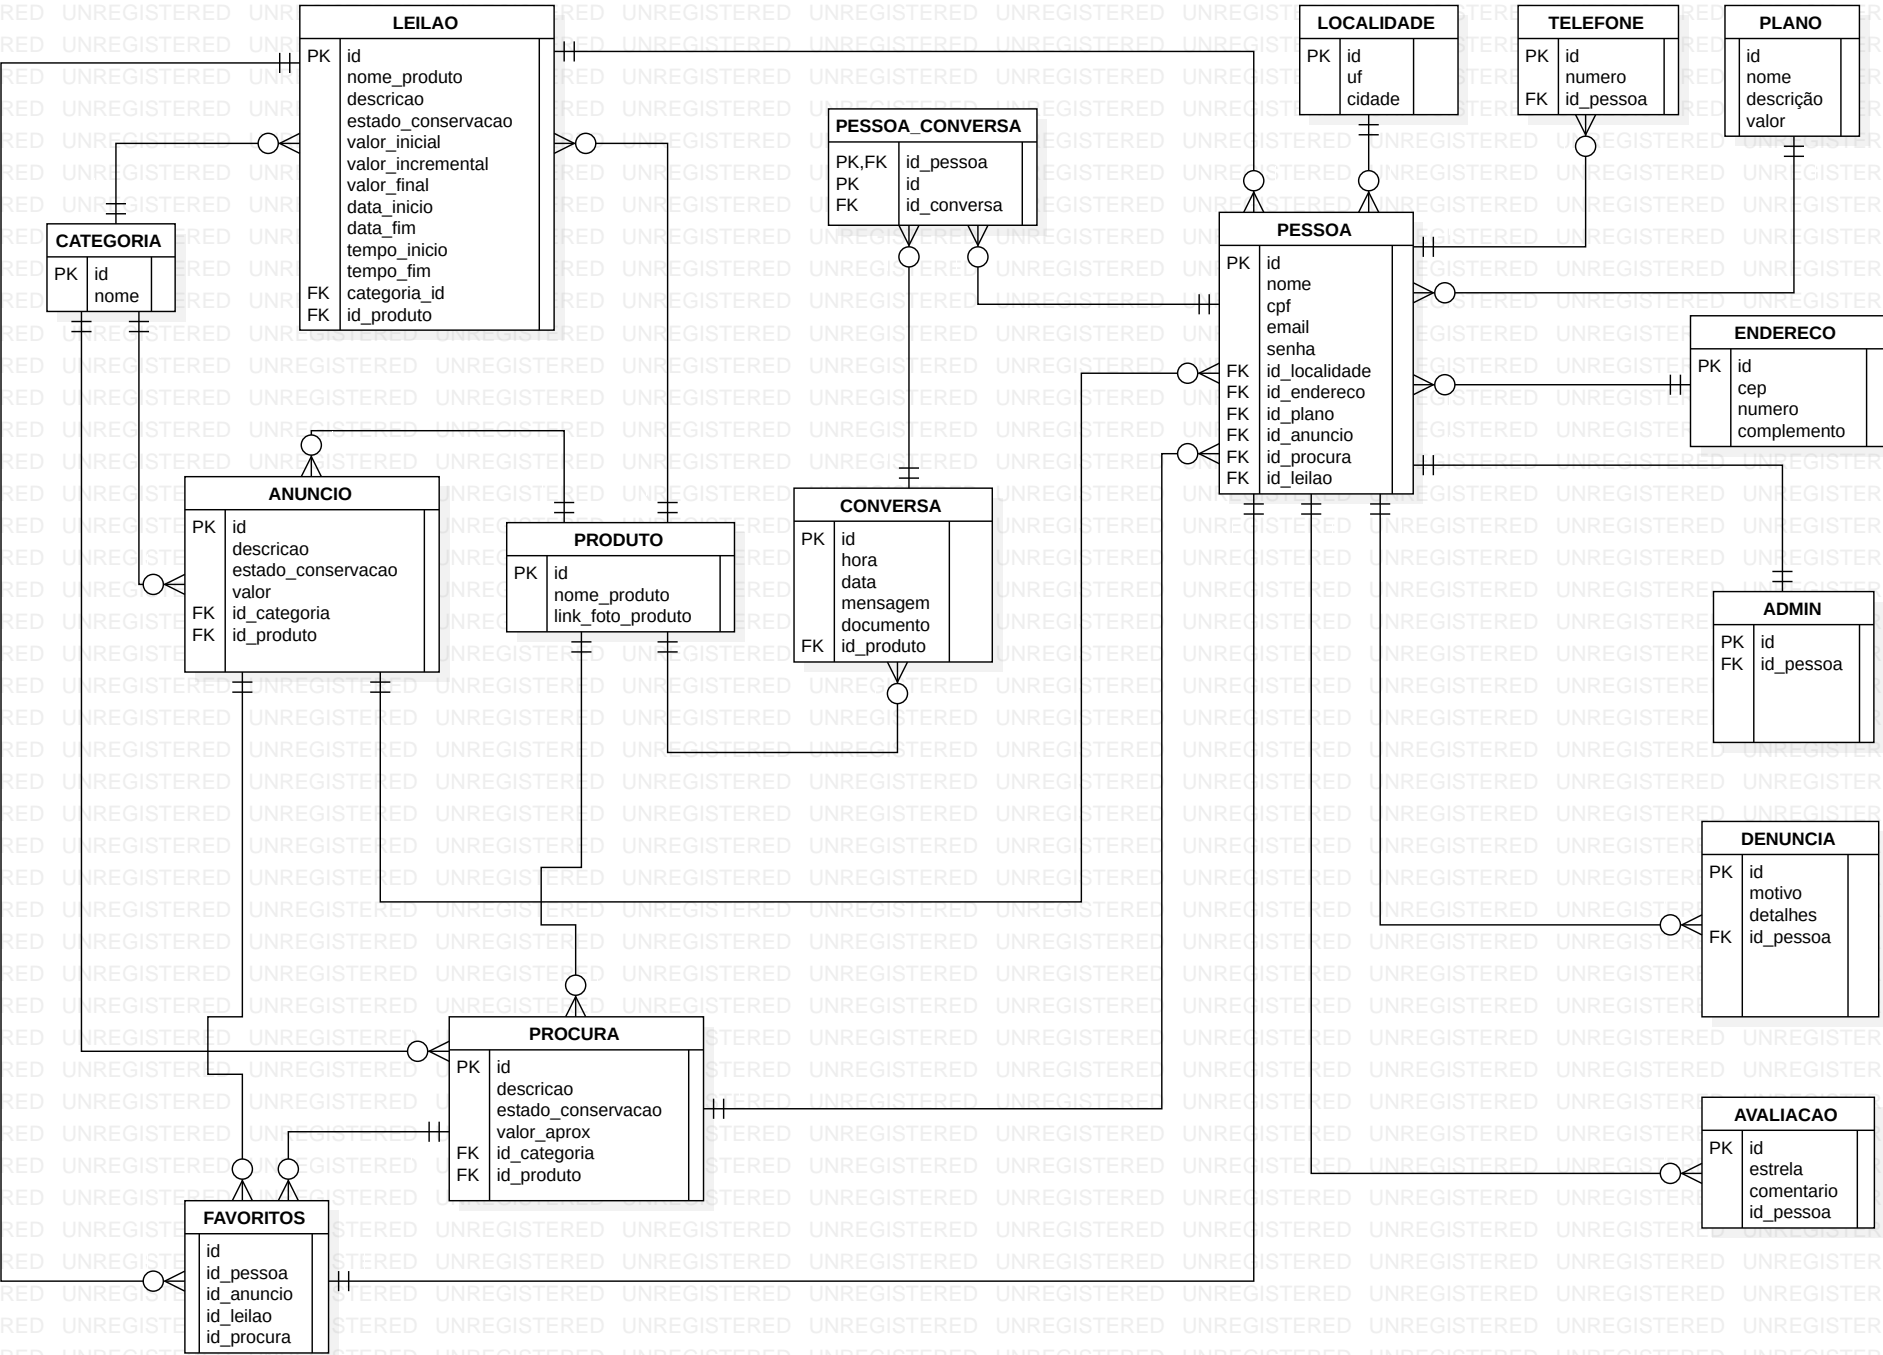 LEILAO
PK id
nome_produto
descricao
estado_conservacao
valor_inicial
valor_incremental
valor_final
data_inicio
data_fim
tempo_inicio
tempo_fim
FK categoria_id
FK id_produto
LOCALIDADE
PK id
uf
cidade
TELEFONE
PK id
numero
FK id_pessoa
PLANO
id
nome
descrição
valor
PESSOA_CONVERSA
PK,FK id_pessoa
PK id
FK id_conversa
CATEGORIA
PK id
nome
PESSOA
PK id
nome
cpf
email
senha
FK id_localidade
FK id_endereco
FK id_plano
FK id_anuncio
FK id_procura
FK id_leilao
ENDERECO
PK id
cep
numero
complemento
ANUNCIO
PK id
descricao
estado_conservacao
valor
FK id_categoria
FK id_produto
PRODUTO
PK id
nome_produto
link_foto_produto
CONVERSA
PK id
hora
data
mensagem
documento
FK id_produto
ADMIN
PK id
FK id_pessoa
DENUNCIA
PK id
motivo
detalhes
FK id_pessoa
PROCURA
PK id
descricao
estado_conservacao
valor_aprox
FK id_categoria
FK id_produto
AVALIACAO
PK id
estrela
comentario
id_pessoa
FAVORITOS
id
id_pessoa
id_anuncio
id_leilao
id_procura
UNREGISTERED